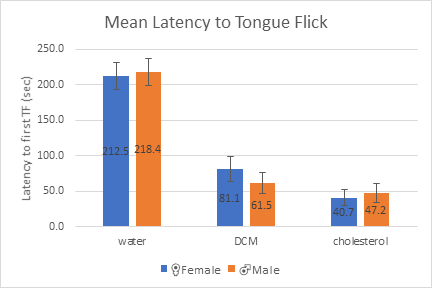 Mean Latency to Tongue Flick
Latency to first TF (sec)
250.0
200.0
150.0
100.0
50.0
0.0
212.5
218.4
81.1
61.5
40.7
47.2
water
DCM
cholesterol
♀Female
♂Male